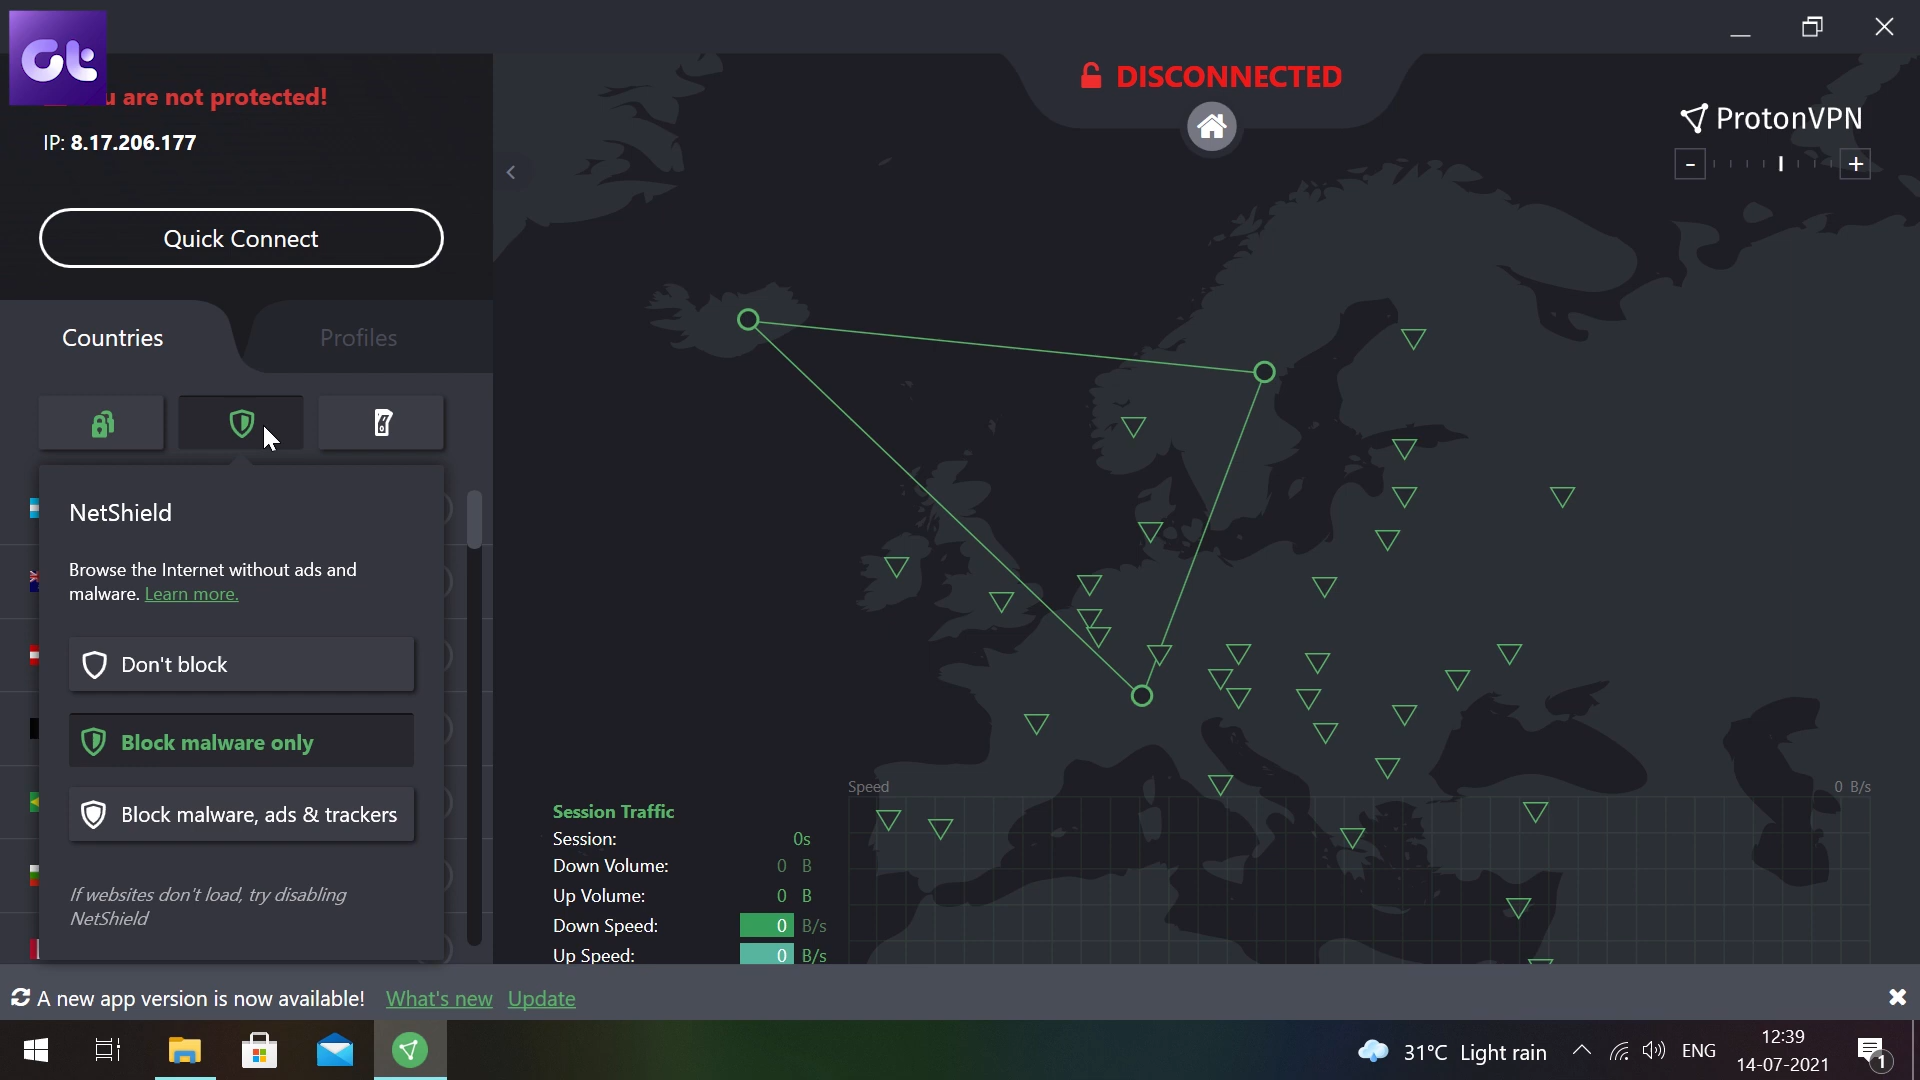 Gt
u are not protected!
IP: 8.17.206.177
Quick Connect
Countries
Profiles
NetShield
Browse the Internet without ads and
malware. Learn more.
Don't block
Block malware only
Block malware, ads & trackers
If websites don't load, try disabling
NetShield
DISCONNECTED
ProtonVPN
-
+
Session Traffic
Session: 0s
Down Volume: 0 B
Up Volume: 0 B
Down Speed: 0 B/s
Up Speed: 0 B/s
Speed
0 B/s
A new app version is now available! What's new Update
31°C Light rain
ENG
12:39
14-07-2021
1